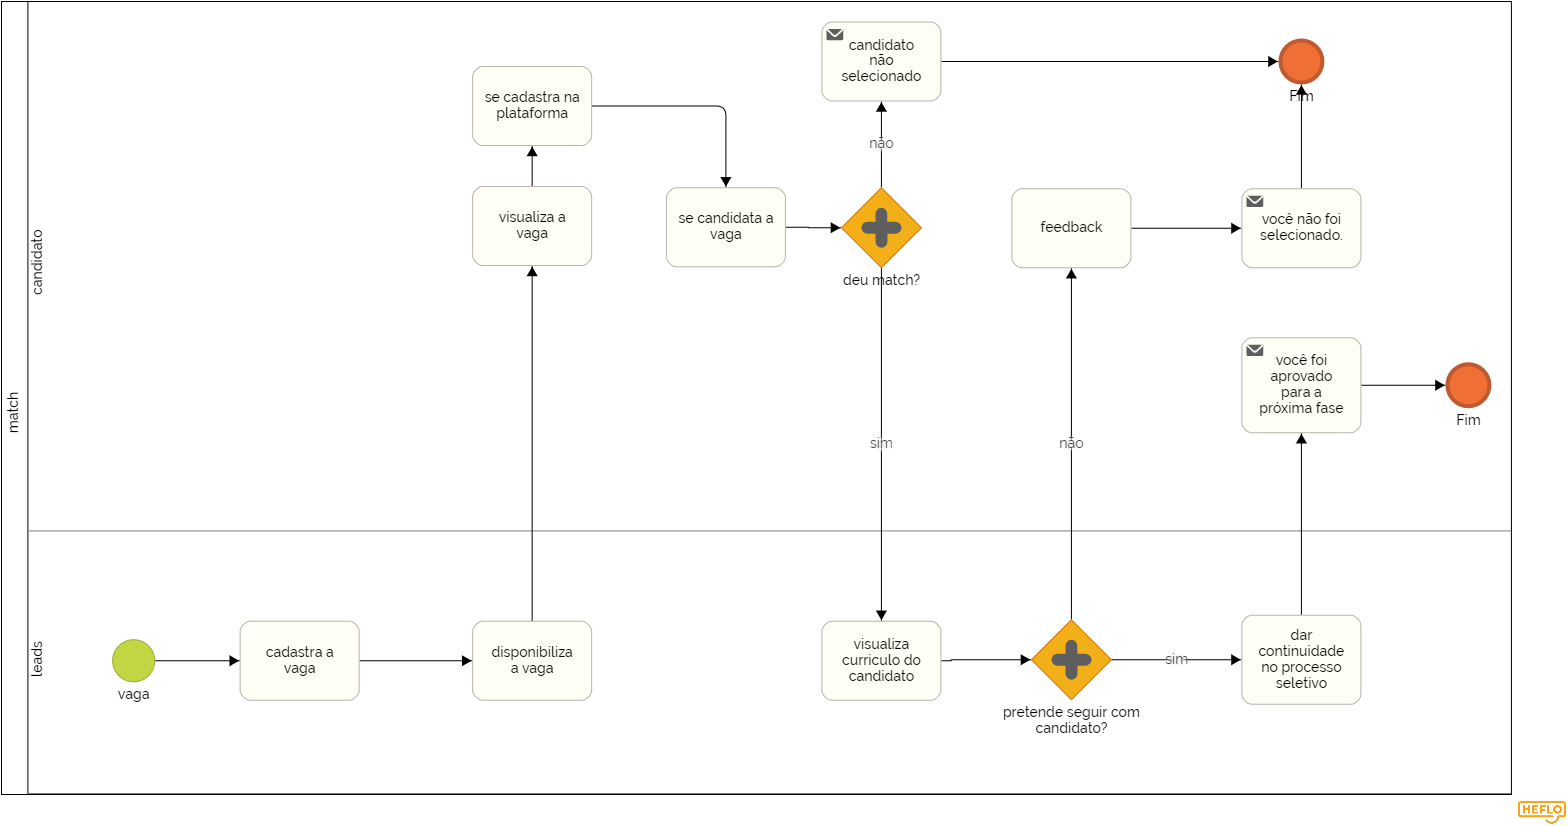 match
candidato
leads
candidato
não
selecionado
Fim
se cadastra na
plataforma
não
visualiza a
vaga
se candidata a
vaga
deu match?
feedback
você não foi
selecionado.
você foi
aprovado
para a
próxima fase
Fim
sim
não
vaga
cadastra a
vaga
disponibiliza
a vaga
visualiza
curriculo do
candidato
pretende seguir com
candidato?
sim
dar
continuidade
no processo
seletivo
HEFLO